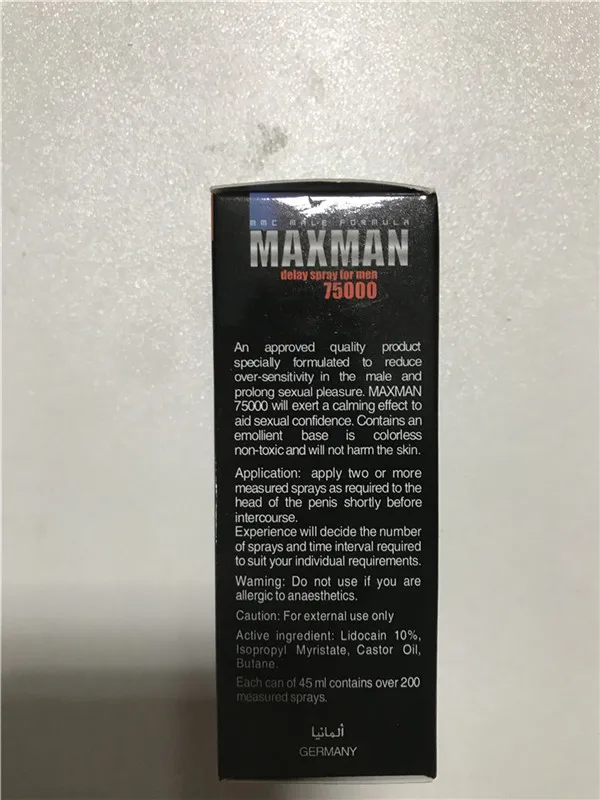 MMC MALE FORMULA
MAXMAN
delay spray for men
75000
An approved quality product
specially formulated to reduce
over-sensitivity in the male and
prolong sexual pleasure. MAXMAN
75000 will exert a calming effect to
aid sexual confidence. Contains an
emollient base is colorless
non-toxic and will not harm the skin.
Application: apply two or more
measured sprays as required to the
head of the penis shortly before
intercourse.
Experience will decide the number
of sprays and time interval required
to suit your individual requirements.
Waming: Do not use if you are
allergic to anaesthetics.
Caution: For external use only
Active ingredient: Lidocain 10%,
Isopropyl Myristate, Castor Oil,
Butane.
Each can of 45 ml contains over 200
measured sprays.
ألمانيا
GERMANY